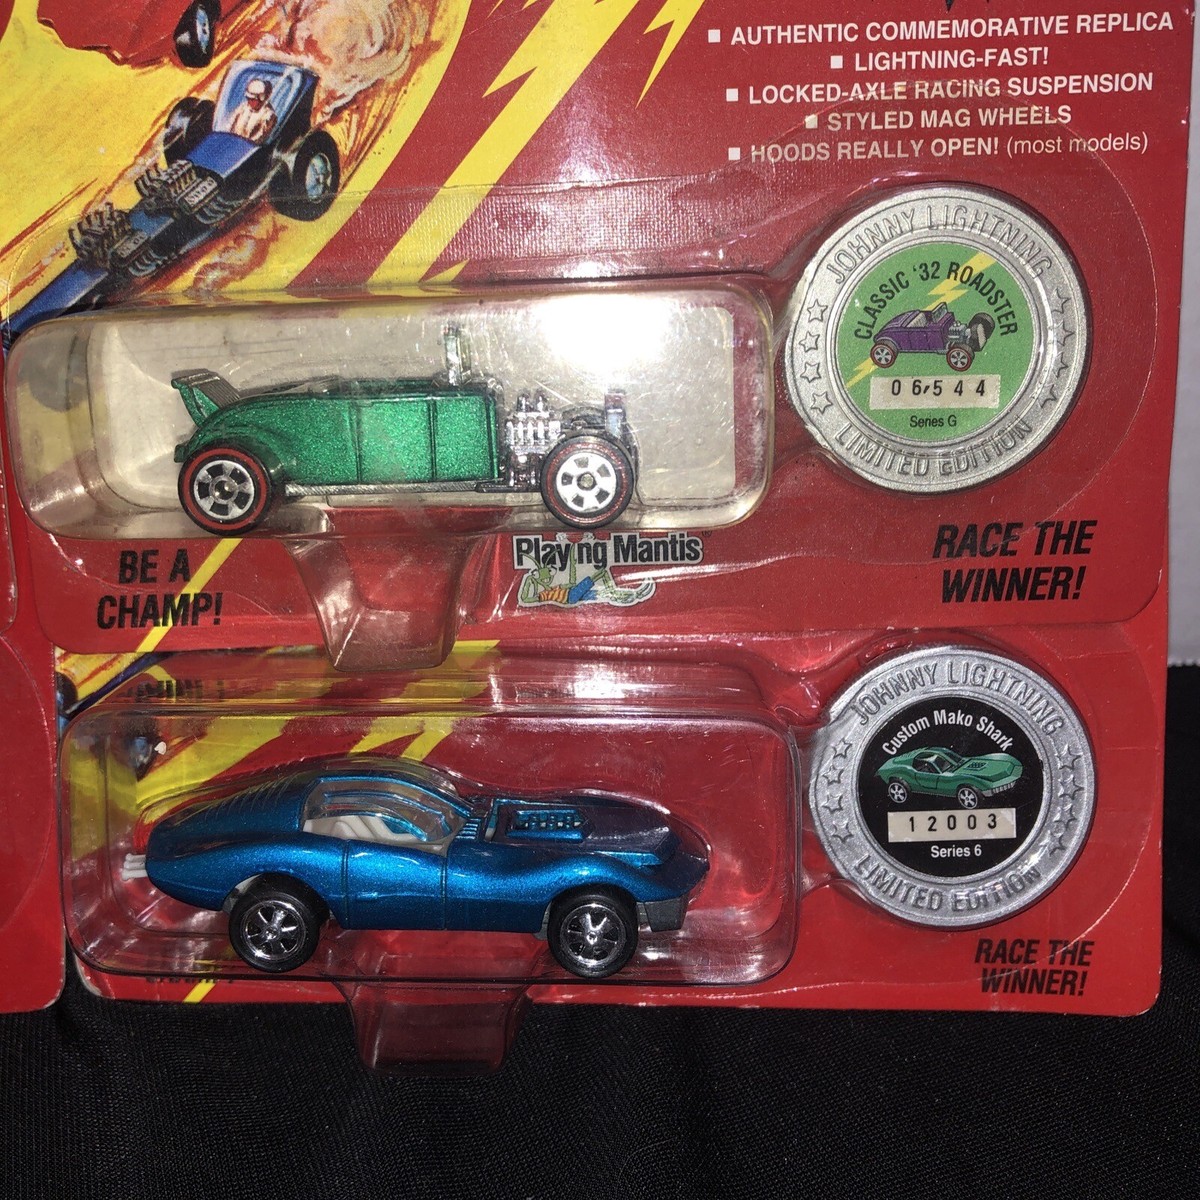 ■ AUTHENTIC COMMEMORATIVE REPLICA
■ LIGHTNING-FAST!
■ LOCKED-AXLE RACING SUSPENSION
■ STYLED MAG WHEELS
■ HOODS REALLY OPEN! (most models)
JOHNNY LIGHTNING
CLASSIC '32 ROADSTER
06,544
Series G
LIMITED EDITION
BE A
CHAMP!
Playing Mantis
RACE THE
WINNER!
JOHNNY LIGHTNING
Custom Mako Shark
12003
Series 6
LIMITED EDITION
RACE THE
WINNER!